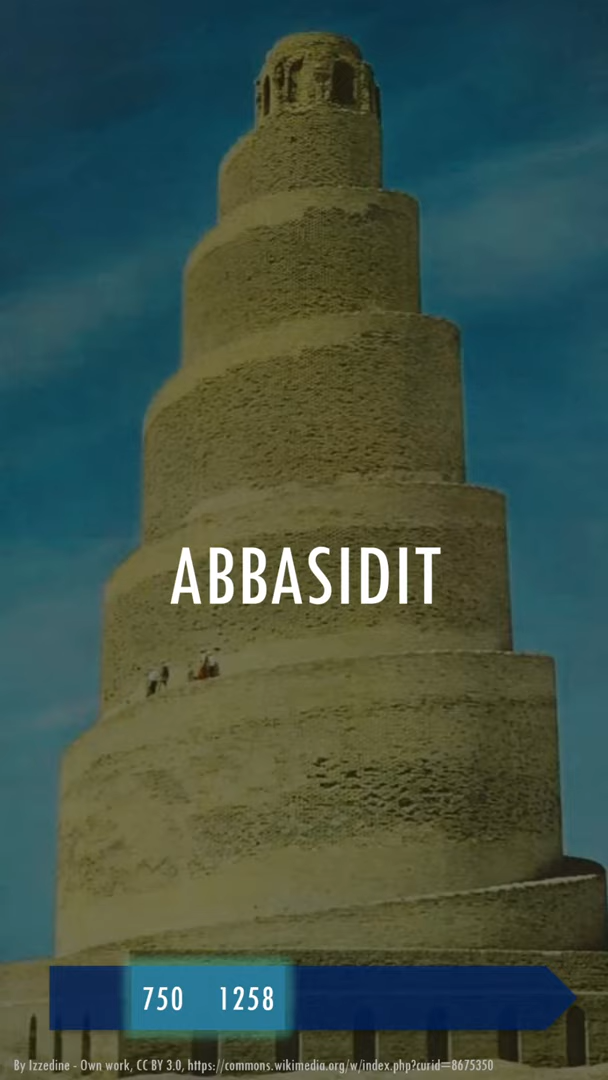 ABBASIDIT
750 1258
By Izzedine - Own work, CC BY 3.0, https://commons.wikimedia.org/w/index.php?curid=8675350